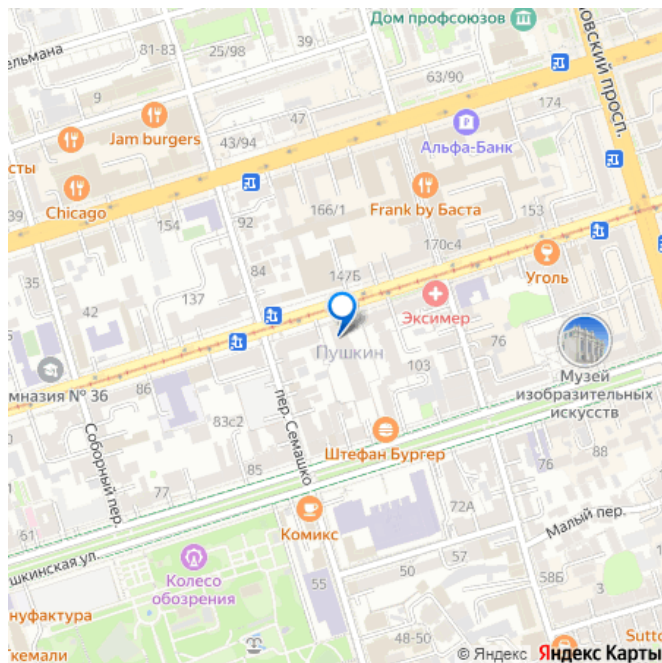 Дом профсоюзов
ельмана
81-83
25/98
39
63/90
9
47
174
Jam burgers
43/94
Альфа-Банк
овский просп.
сты
Chicago
39
154
92
166/1
Frank by Баста
153
170с4
84
147Б
Уголь
35
42
137
Эксимер
76
Пушкин
103
Музей
изобразительных
искусств
мназия № 36
86
83с2
пер. Семашко
Соборный пер.
Штефан Бургер
85
77
76
88
61
72А
Комикс
Малый пер.
шкинская ул.
Колесо
обозрения
55
57
50
58Б
3
нуфактура
кемали
48-50
Sutto
© Яндекс Яндекс Карты